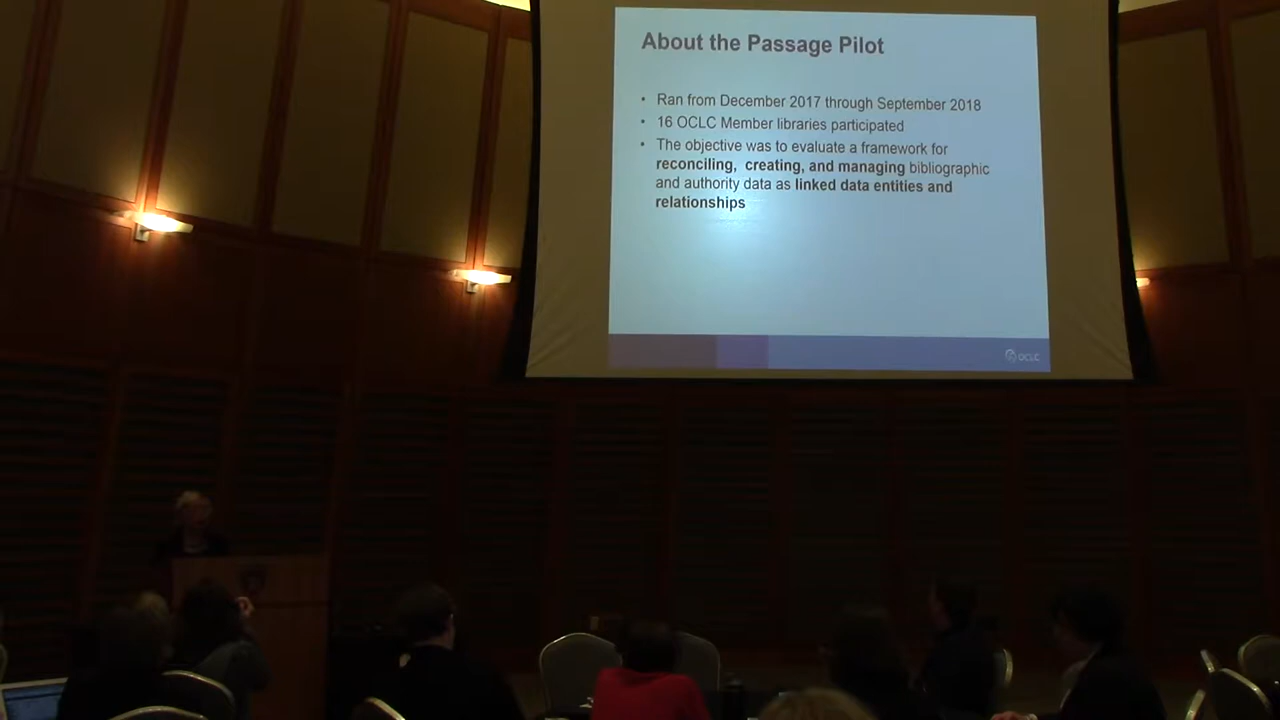 About the Passage Pilot
• Ran from December 2017 through September 2018
• 16 OCLC Member libraries participated
• The objective was to evaluate a framework for
reconciling, creating, and managing bibliographic
and authority data as linked data entities and
relationships
OCLC